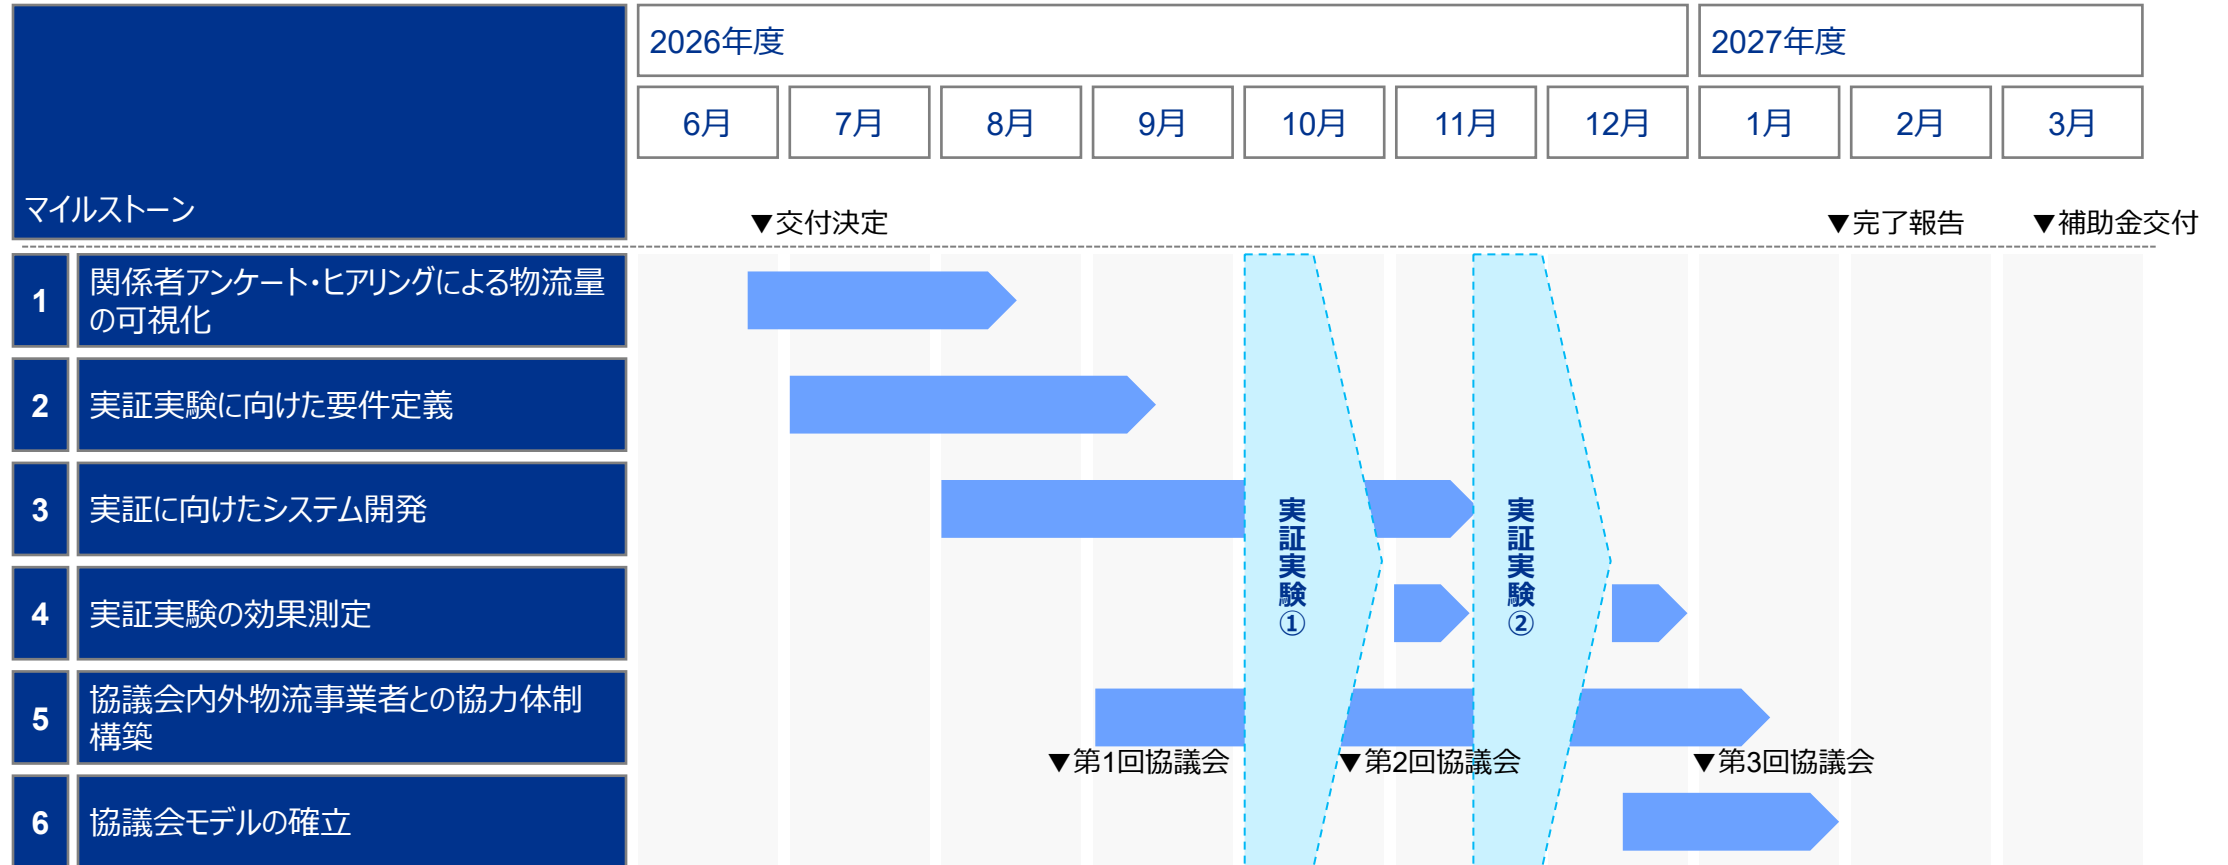 2026年度
2027年度
6月
7月
8月
9月
10月
11月
12月
1月
2月
3月
マイルストーン
▼交付決定
▼完了報告
▼補助金交付
1
関係者アンケート・ヒアリングによる物流量
の可視化
2
実証実験に向けた要件定義
3
実証に向けたシステム開発
4
実証実験の効果測定
5
協議会内外物流事業者との協力体制
構築
6
協議会モデルの確立
実証実験①
実証実験②
▼第1回協議会
▼第2回協議会
▼第3回協議会